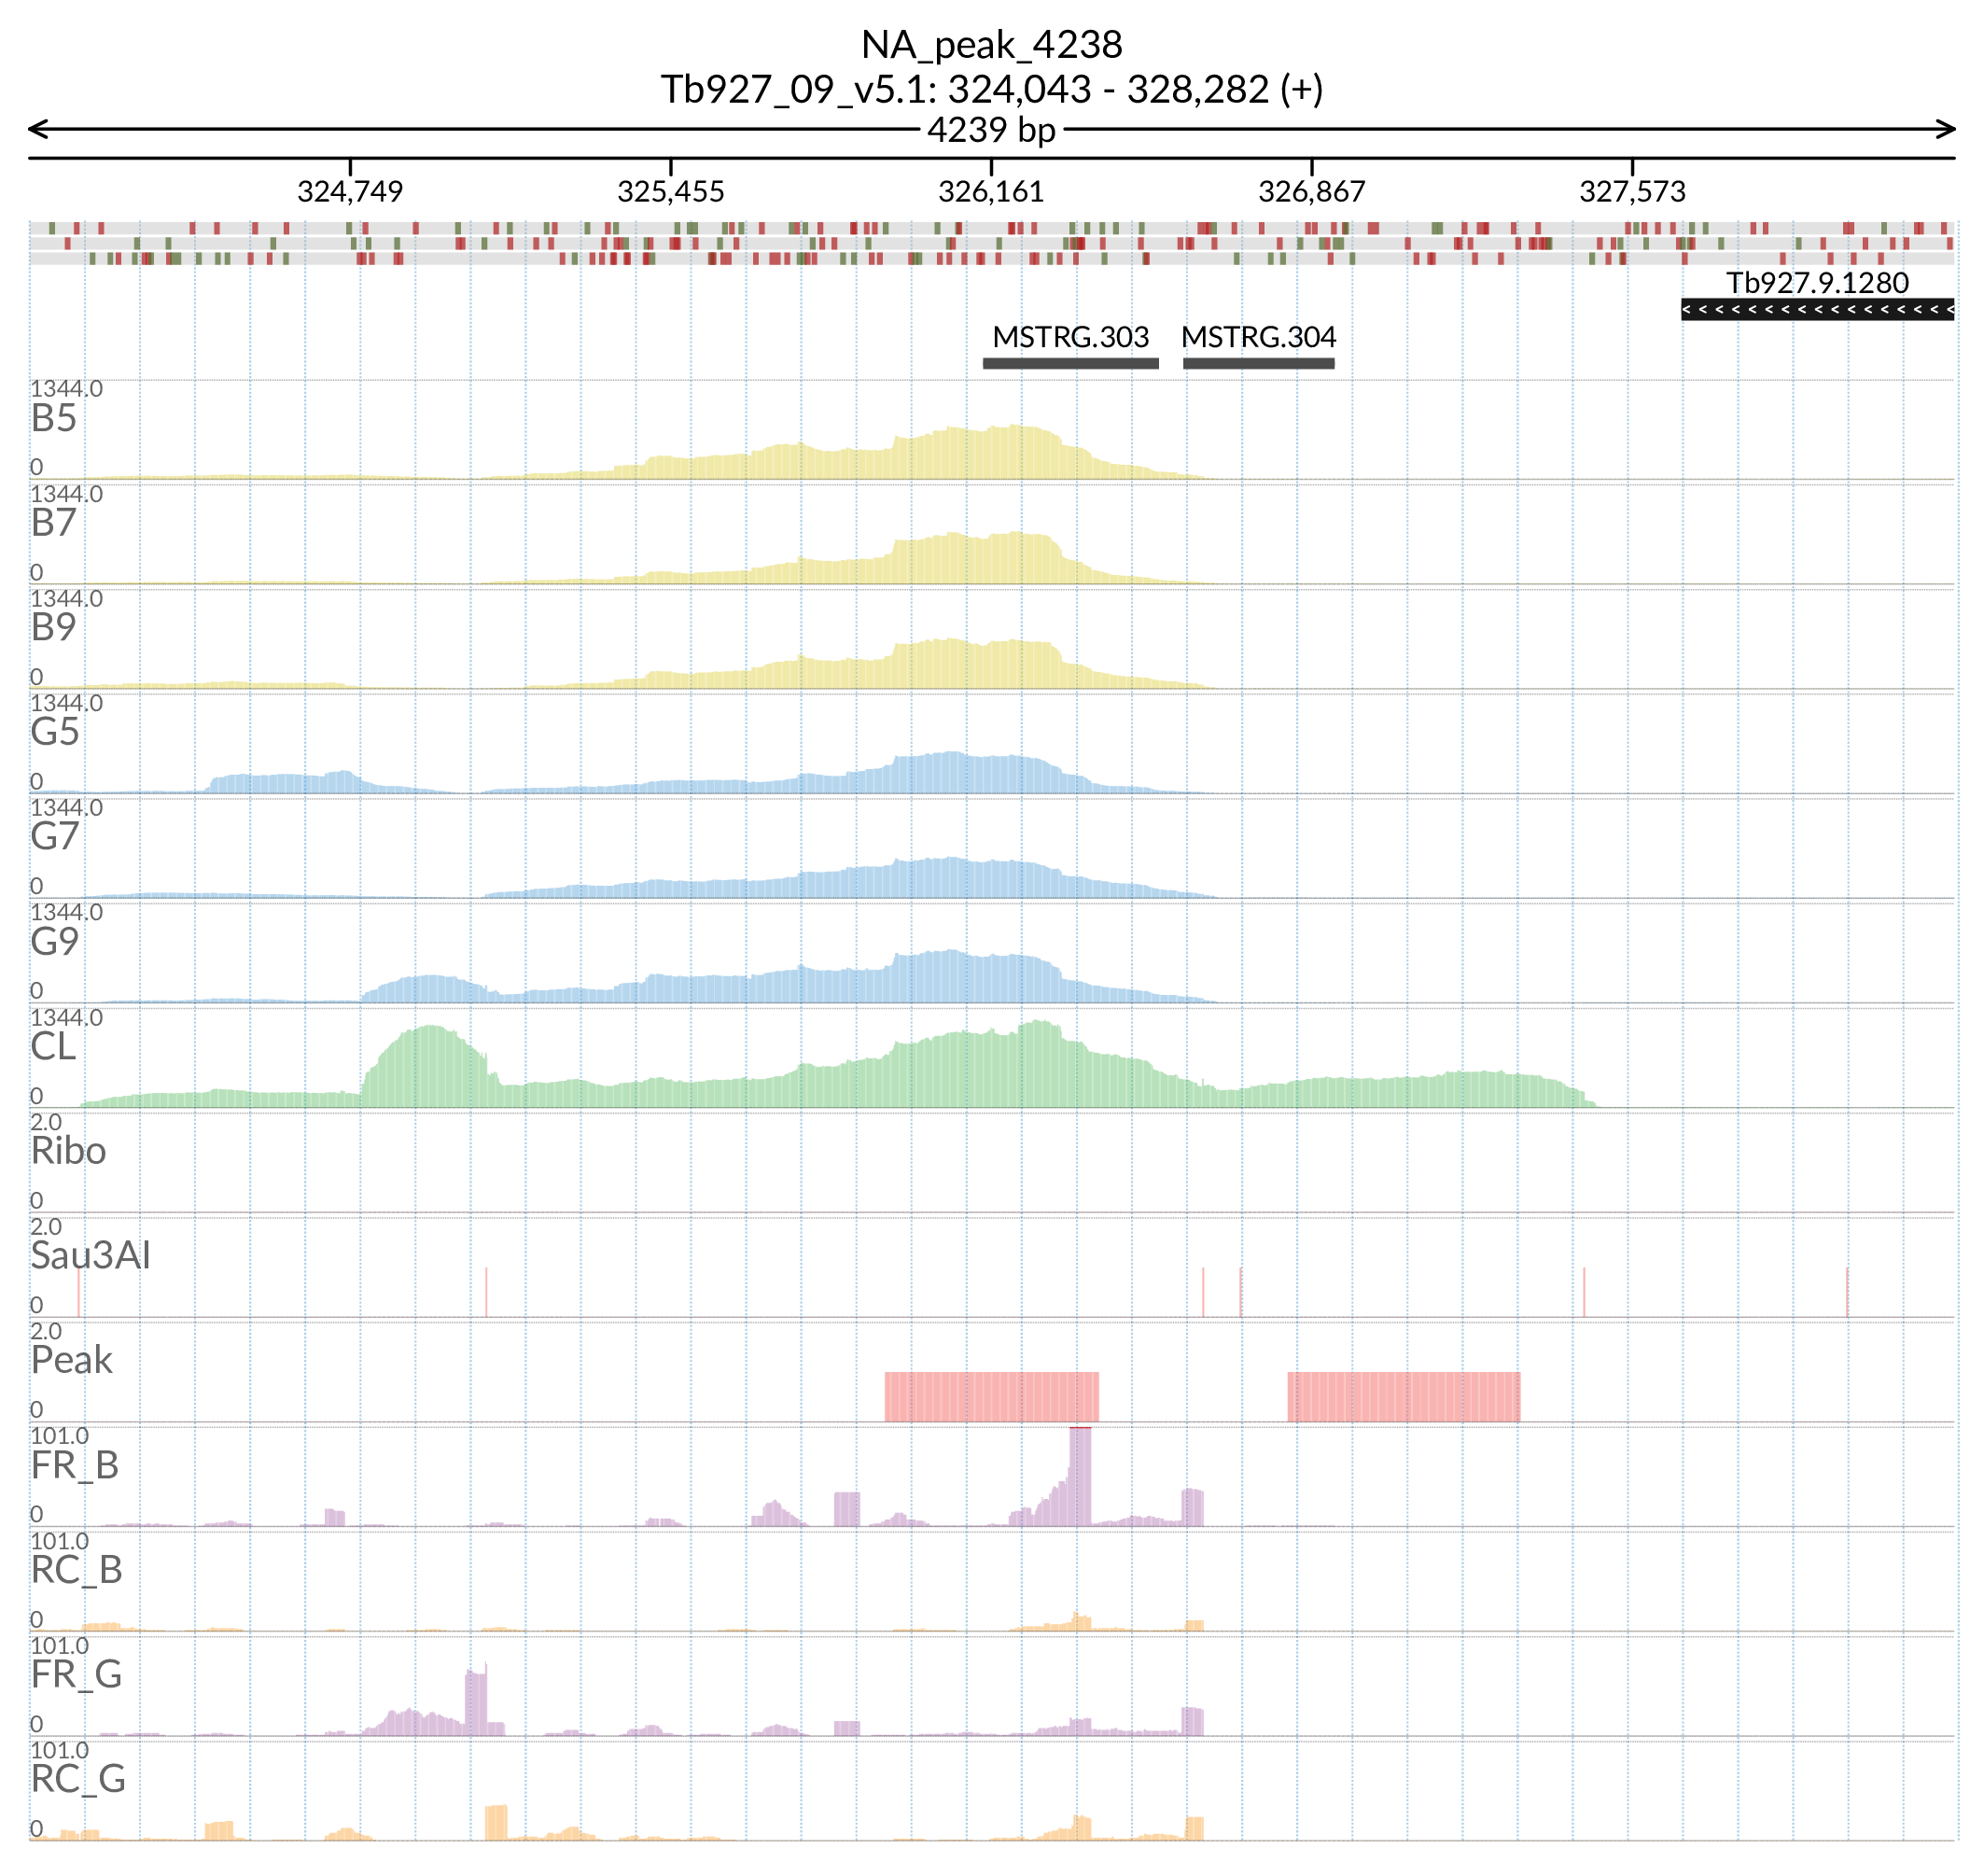 NA_peak_4238
Tb927_09_v5.1: 324,043 - 328,282 (+)
4239 bp
324,749 325,455 326,161 326,867 327,573
Tb927.9.1280
< < < < < < < < < < < < < < < < <
MSTRG.303 MSTRG.304
1344.0
B5
0
1344.0
B7
0
1344.0
B9
0
1344.0
G5
0
1344.0
G7
0
1344.0
G9
0
1344.0
CL
0
2.0
Ribo
0
2.0
Sau3AI
0
2.0
Peak
0
101.0
FR_B
0
101.0
RC_B
0
101.0
FR_G
0
101.0
RC_G
0